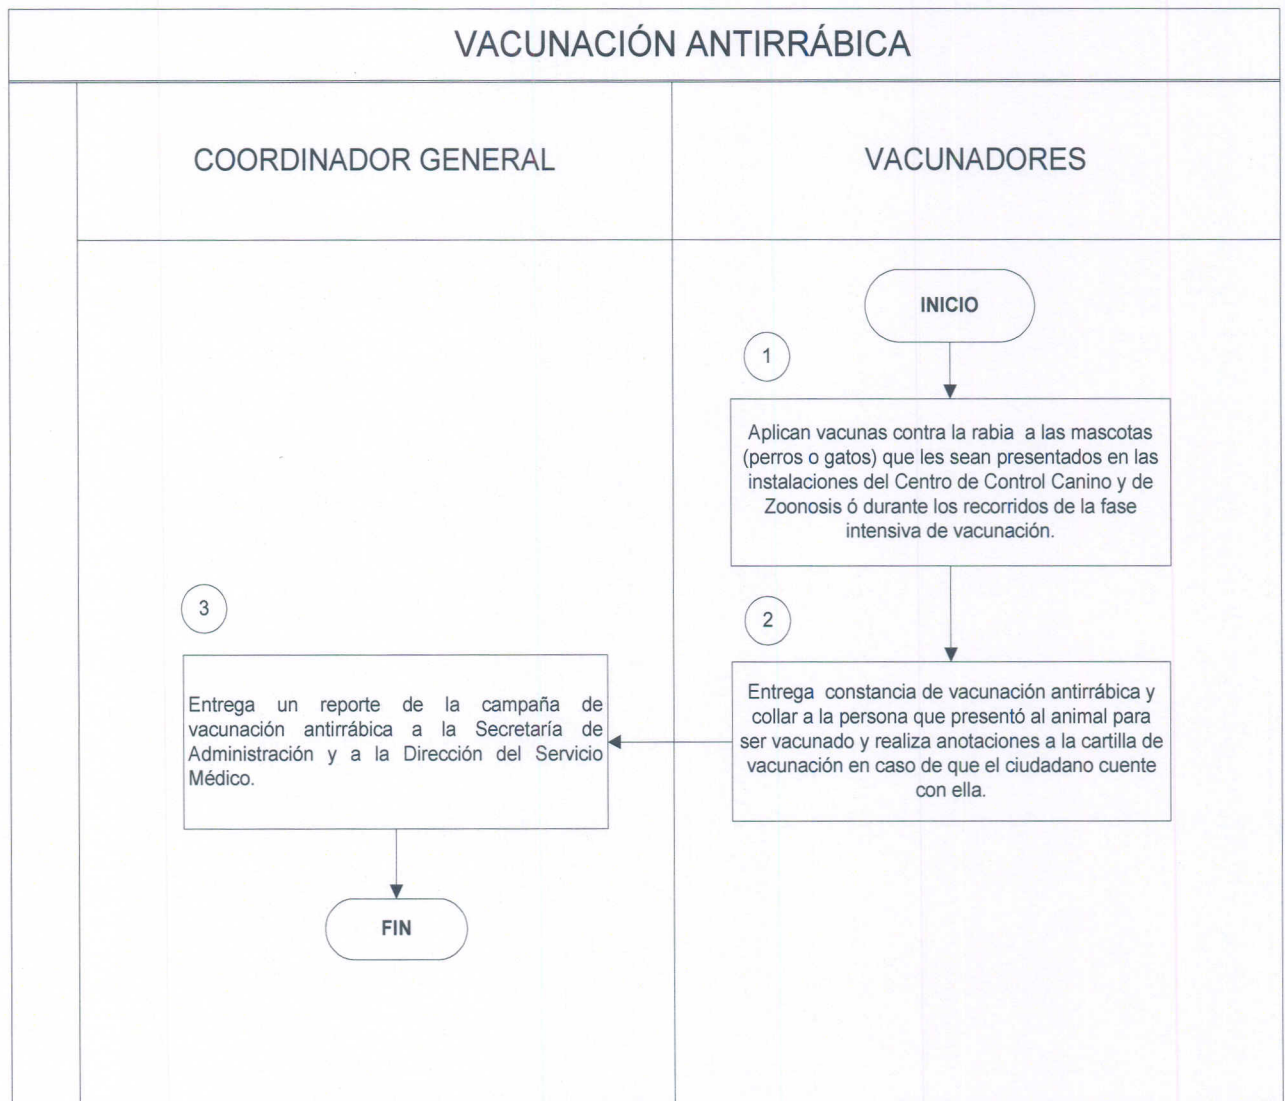 VACUNACIÓN ANTIRRÁBICA
COORDINADOR GENERAL
VACUNADORES
INICIO
1
Aplican vacunas contra la rabia a las mascotas
(perros o gatos) que les sean presentados en las
instalaciones del Centro de Control Canino y de
Zoonosis ó durante los recorridos de la fase
intensiva de vacunación.
2
Entrega constancia de vacunación antirrábica y
collar a la persona que presentó al animal para
ser vacunado y realiza anotaciones a la cartilla de
vacunación en caso de que el ciudadano cuente
con ella.
3
Entrega un reporte de la campaña de
vacunación antirrábica a la Secretaría de
Administración y a la Dirección del Servicio
Médico.
FIN